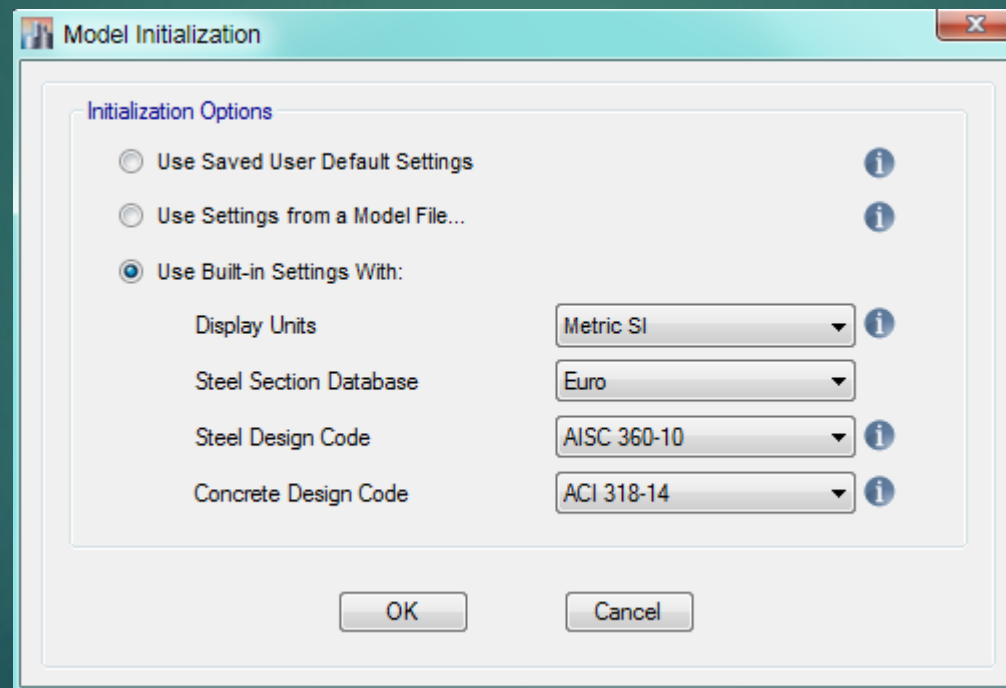 Model Initialization
Initialization Options
Use Saved User Default Settings
Use Settings from a Model File...
Use Built-in Settings With:
Display Units Metric SI
Steel Section Database Euro
Steel Design Code AISC 360-10
Concrete Design Code ACI 318-14
OK Cancel